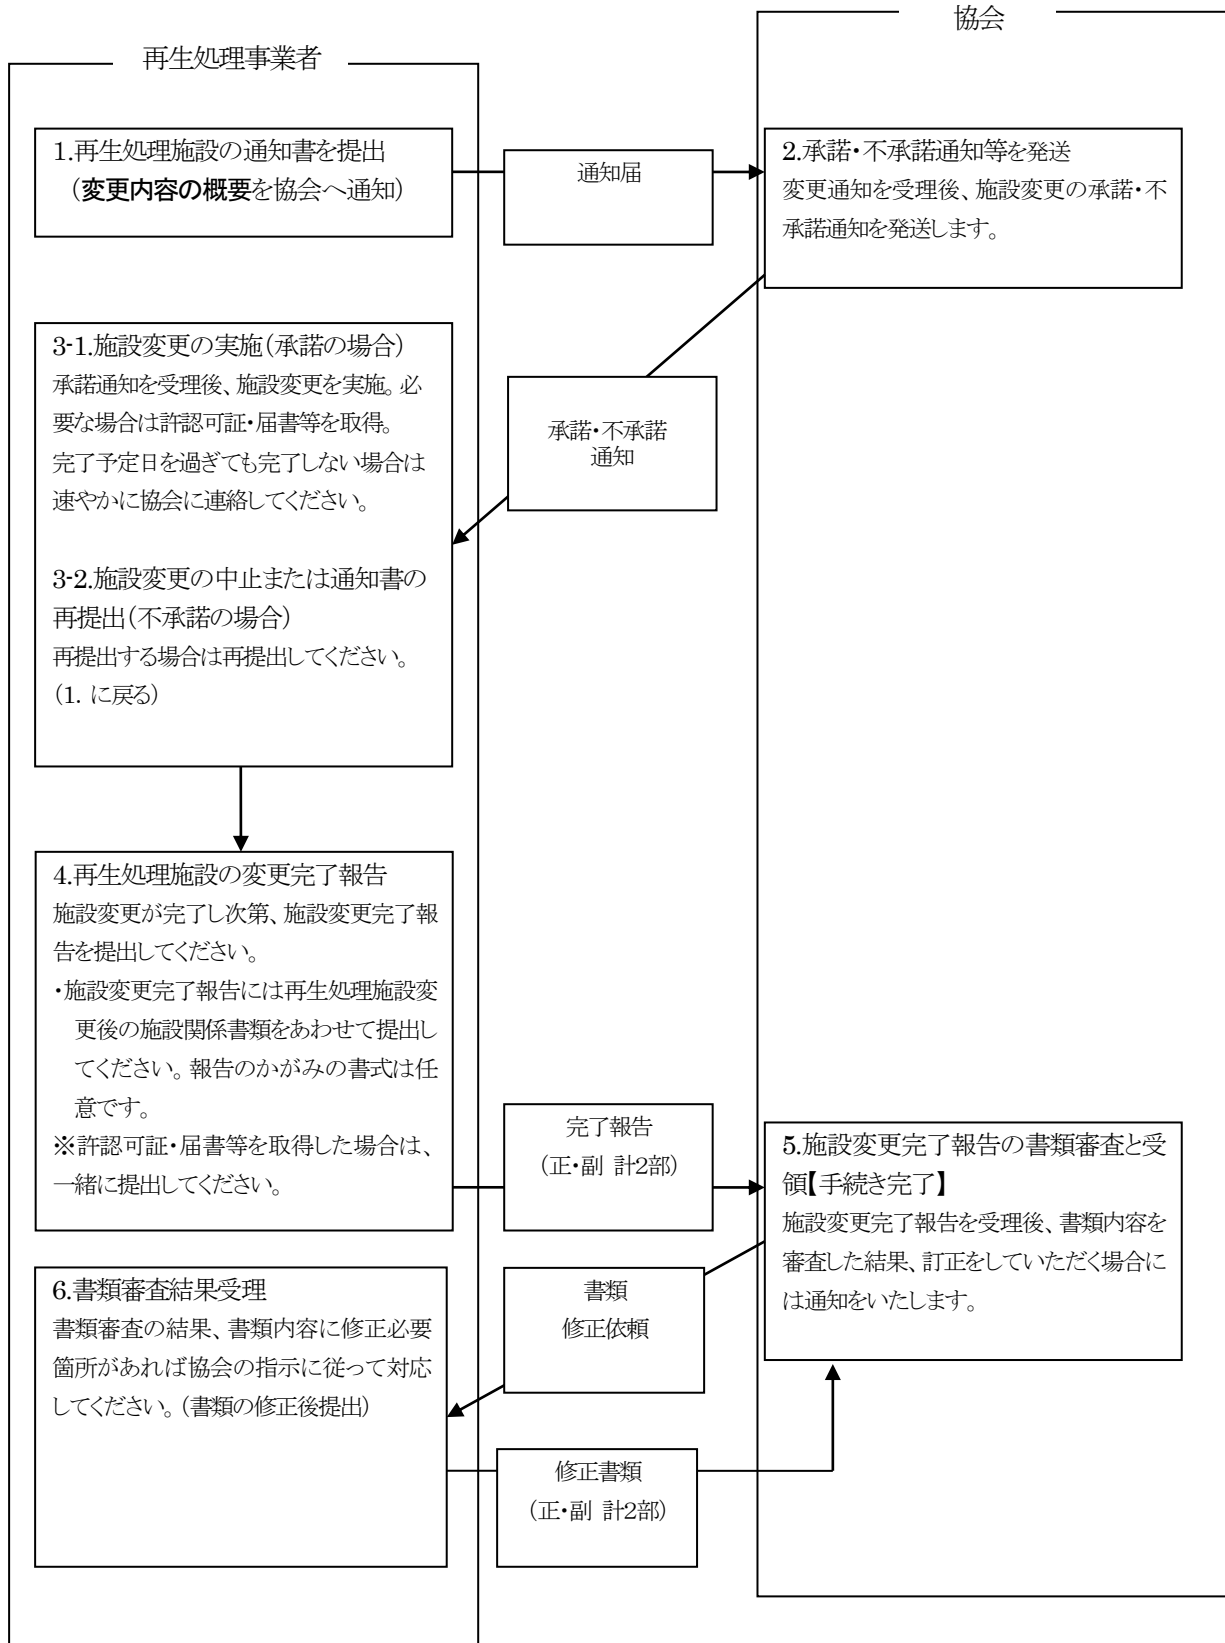 協会
再生処理事業者
1.再生処理施設の通知書を提出
(変更内容の概要を協会へ通知)
通知届
2.承諾・不承諾通知等を発送
変更通知を受理後、施設変更の承諾・不
承諾通知を発送します。
3-1.施設変更の実施(承諾の場合)
承諾通知を受理後、施設変更を実施。必
要な場合は許認可証・届書等を取得。
完了予定日を過ぎても完了しない場合は
速やかに協会に連絡してください。
承諾・不承諾
通知
3-2.施設変更の中止または通知書の
再提出(不承諾の場合)
再提出する場合は再提出してください。
(1. に戻る)
4.再生処理施設の変更完了報告
施設変更が完了し次第、施設変更完了報
告を提出してください。
・施設変更完了報告には再生処理施設変
更後の施設関係書類をあわせて提出し
てください。報告のかがみの書式は任
意です。
※許認可証・届書等を取得した場合は、
一緒に提出してください。
完了報告
(正・副 計2部)
5.施設変更完了報告の書類審査と受
領【手続き完了】
施設変更完了報告を受理後、書類内容を
審査した結果、訂正をしていただく場合に
は通知をいたします。
書類
修正依頼
6.書類審査結果受理
書類審査の結果、書類内容に修正必要
箇所があれば協会の指示に従って対応
してください。(書類の修正後提出)
修正書類
(正・副 計2部)